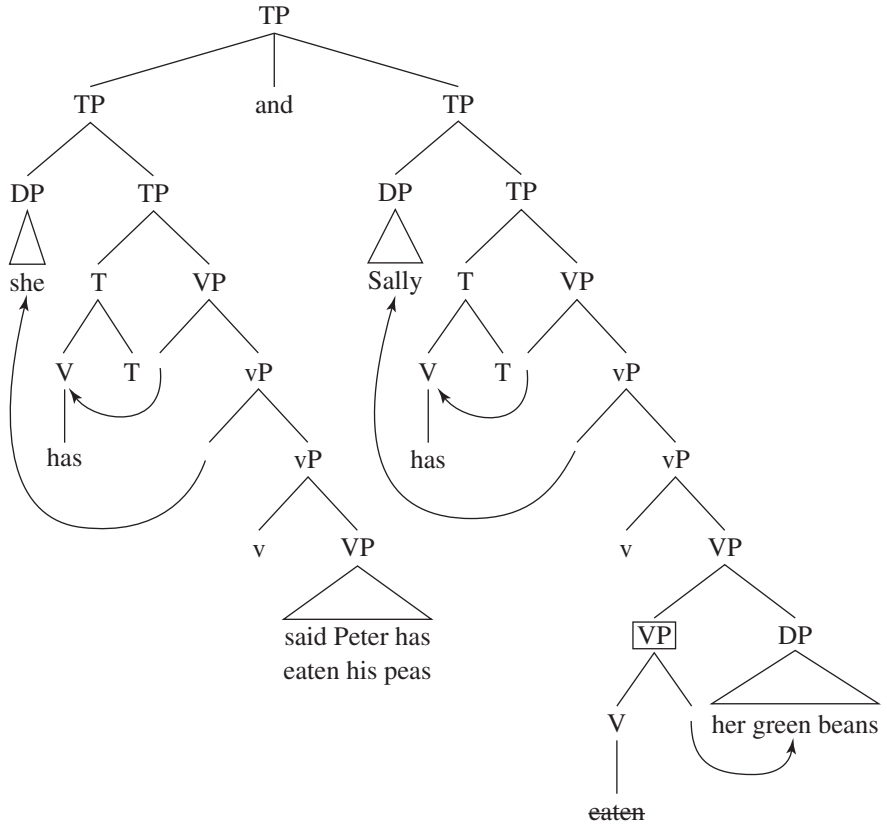 TP
TP and TP
DP TP DP TP
she T VP Sally T VP
V T vP V T vP
has vP has vP
v VP v VP
said Peter has VP DP
eaten his peas
V her green beans
eaten